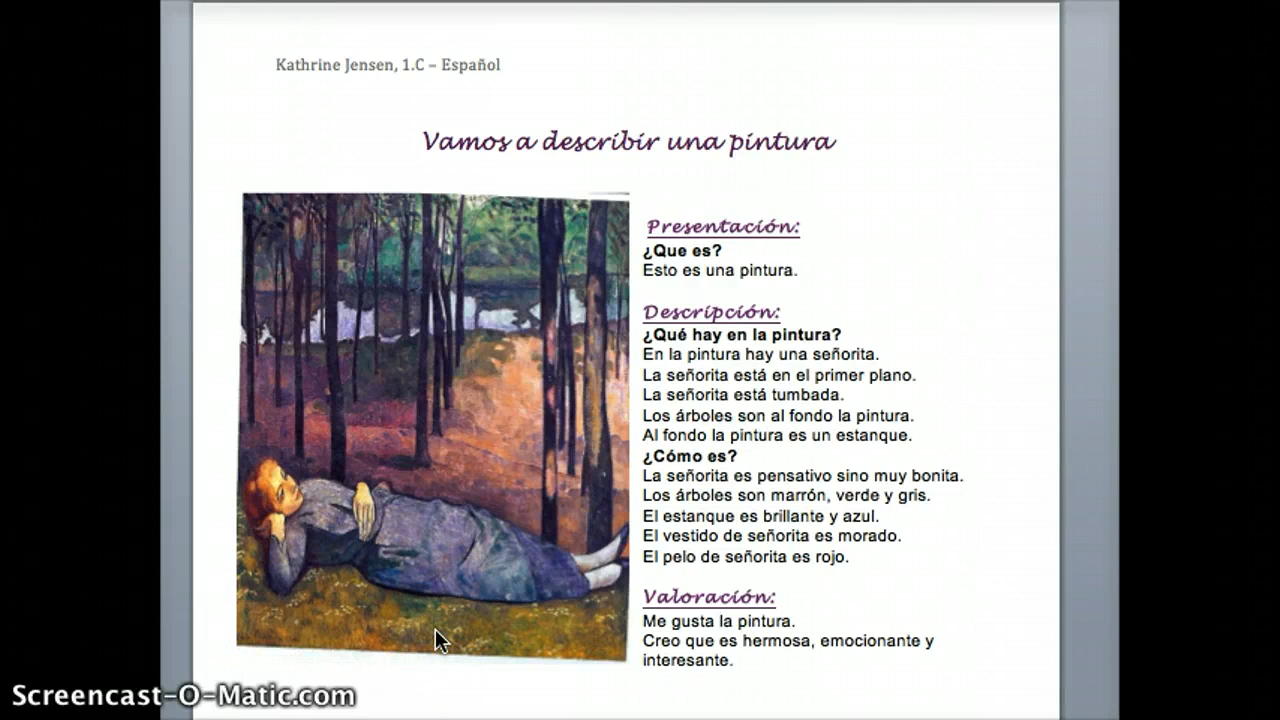 Kathrine Jensen, 1.C – Español
Vamos a describir una pintura
Presentación:
¿Que es?
Esto es una pintura.
Descripción:
¿Qué hay en la pintura?
En la pintura hay una señorita.
La señorita está en el primer plano.
La señorita está tumbada.
Los árboles son al fondo la pintura.
Al fondo la pintura es un estanque.
¿Cómo es?
La señorita es pensativo sino muy bonita.
Los árboles son marrón, verde y gris.
El estanque es brillante y azul.
El vestido de señorita es morado.
El pelo de señorita es rojo.
Valoración:
Me gusta la pintura.
Creo que es hermosa, emocionante y
interesante.
Screencast-O-Matic.com